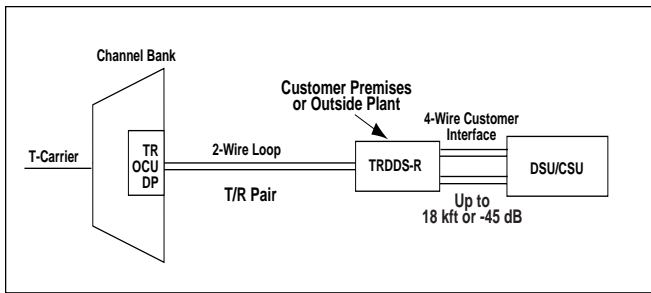 Channel Bank
T-Carrier
TR
OCU
DP
2-Wire Loop
T/R Pair
Customer Premises
or Outside Plant
TRDDS-R
4-Wire Customer
Interface
DSU/CSU
Up to
18 kft or -45 dB